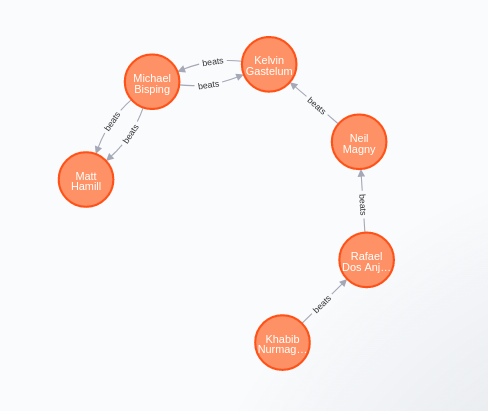 Kelvin
Gastelum
beats
beats
Michael
Bisping
beats
beats
beats
Neil
Magny
Matt
Hamill
beats
Rafael
Dos Anj…
beats
Khabib
Nurmag…